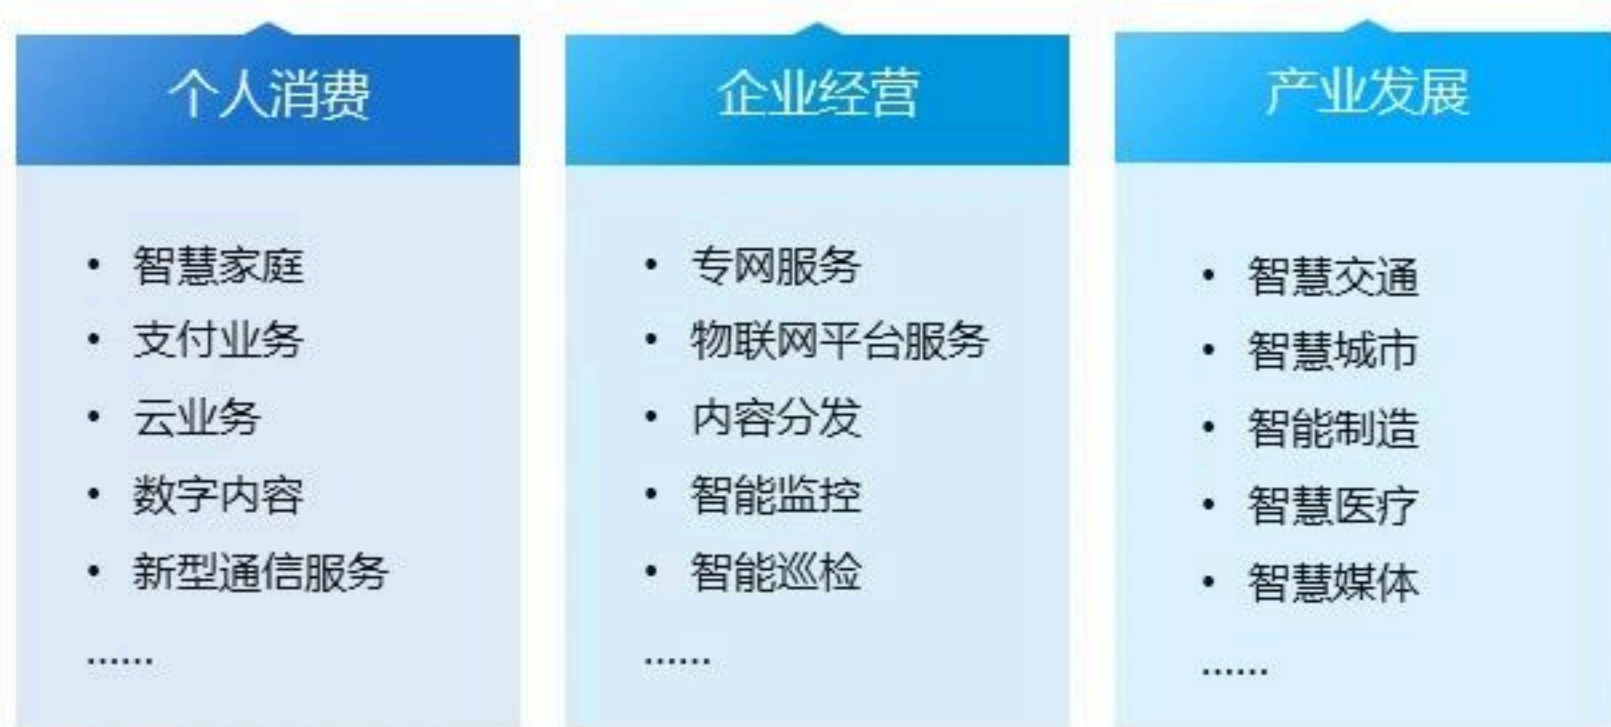 个人消费
• 智慧家庭
• 支付业务
• 云业务
• 数字内容
• 新型通信服务
......
企业经营
• 专网服务
• 物联网平台服务
• 内容分发
• 智能监控
• 智能巡检
......
产业发展
• 智慧交通
• 智慧城市
• 智能制造
• 智慧医疗
• 智慧媒体
......